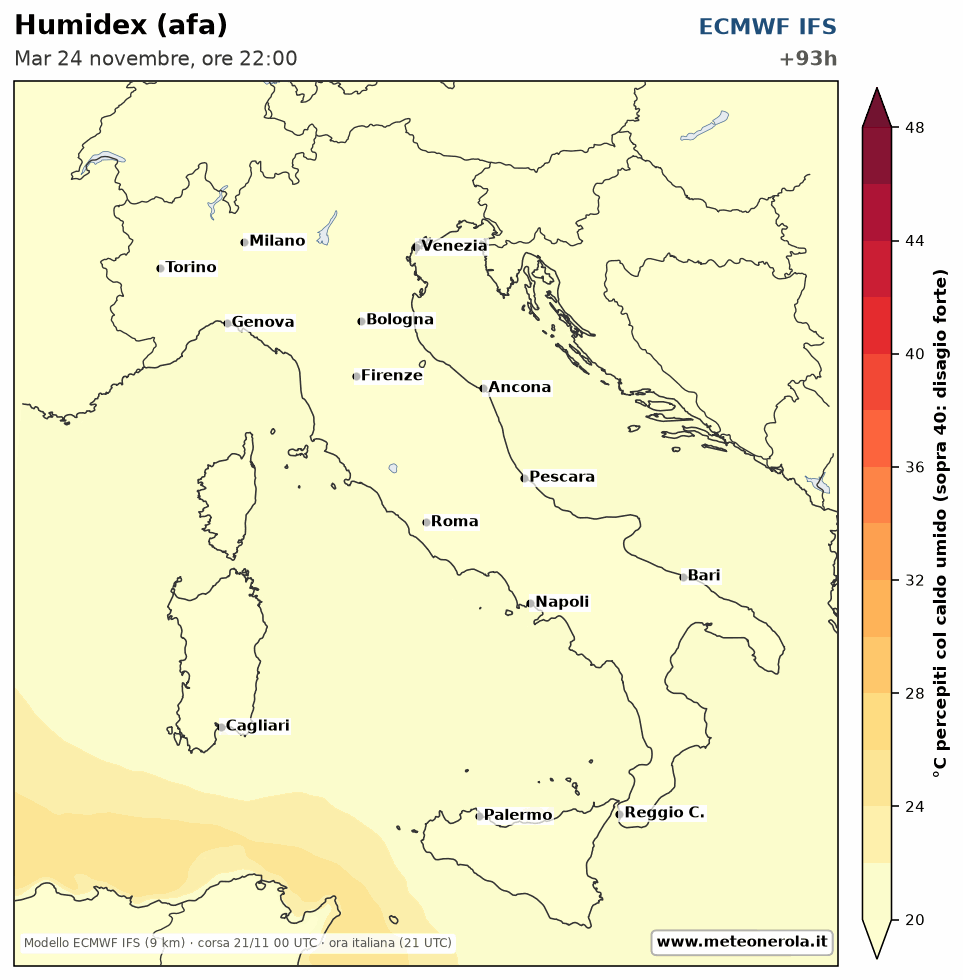 Humidex (afa)
ECMWF IFS
Mar 24 novembre, ore 22:00
+93h
48
44
40
36
32
28
24
20
°C percepiti col caldo umido (sopra 40: disagio forte)
Milano
Venezia
Torino
Genova
Bologna
Firenze
Ancona
Pescara
Roma
Bari
Napoli
Cagliari
Palermo
Reggio C.
Modello ECMWF IFS (9 km) · corsa 21/11 00 UTC · ora italiana (21 UTC)
www.meteonerola.it